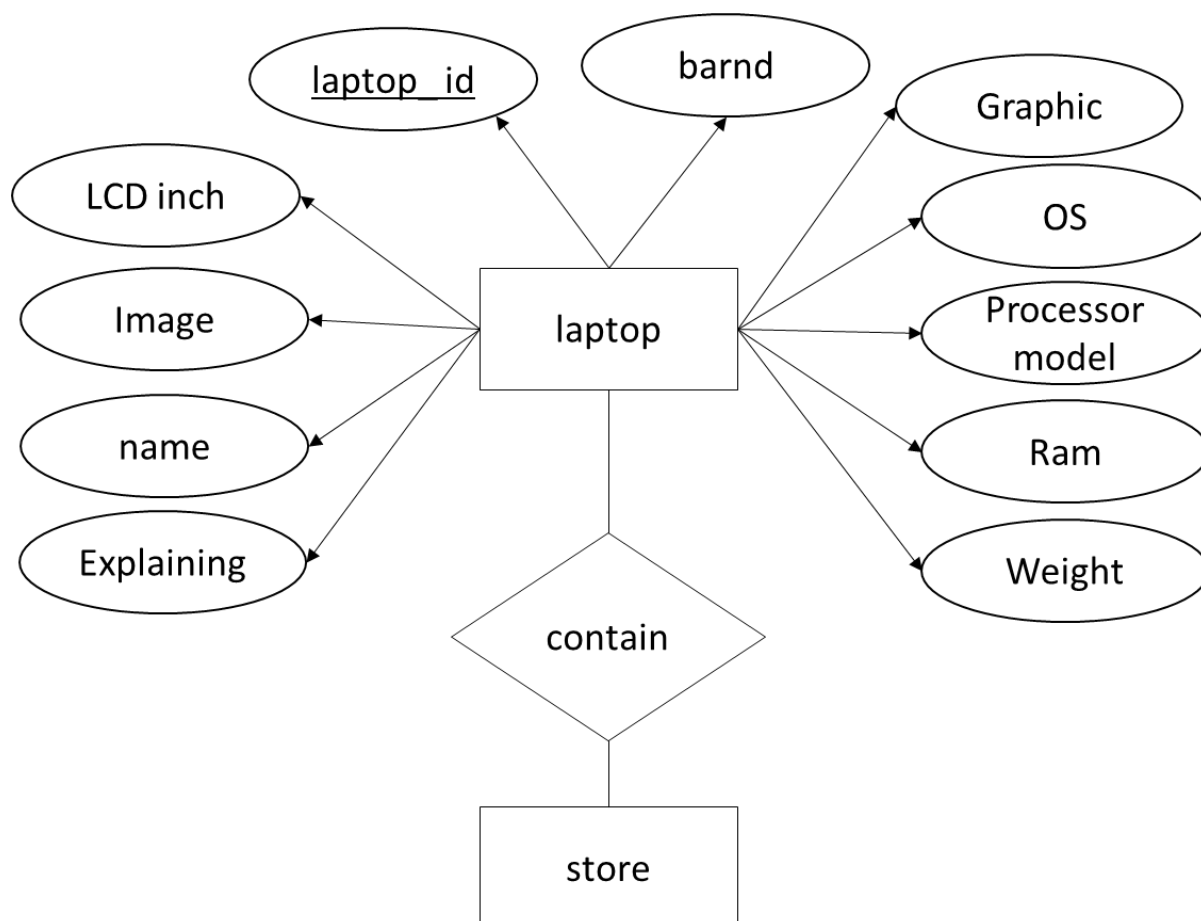 laptop_id
barnd
Graphic
LCD inch
OS
Image
laptop
Processor
model
name
Ram
Explaining
Weight
contain
store